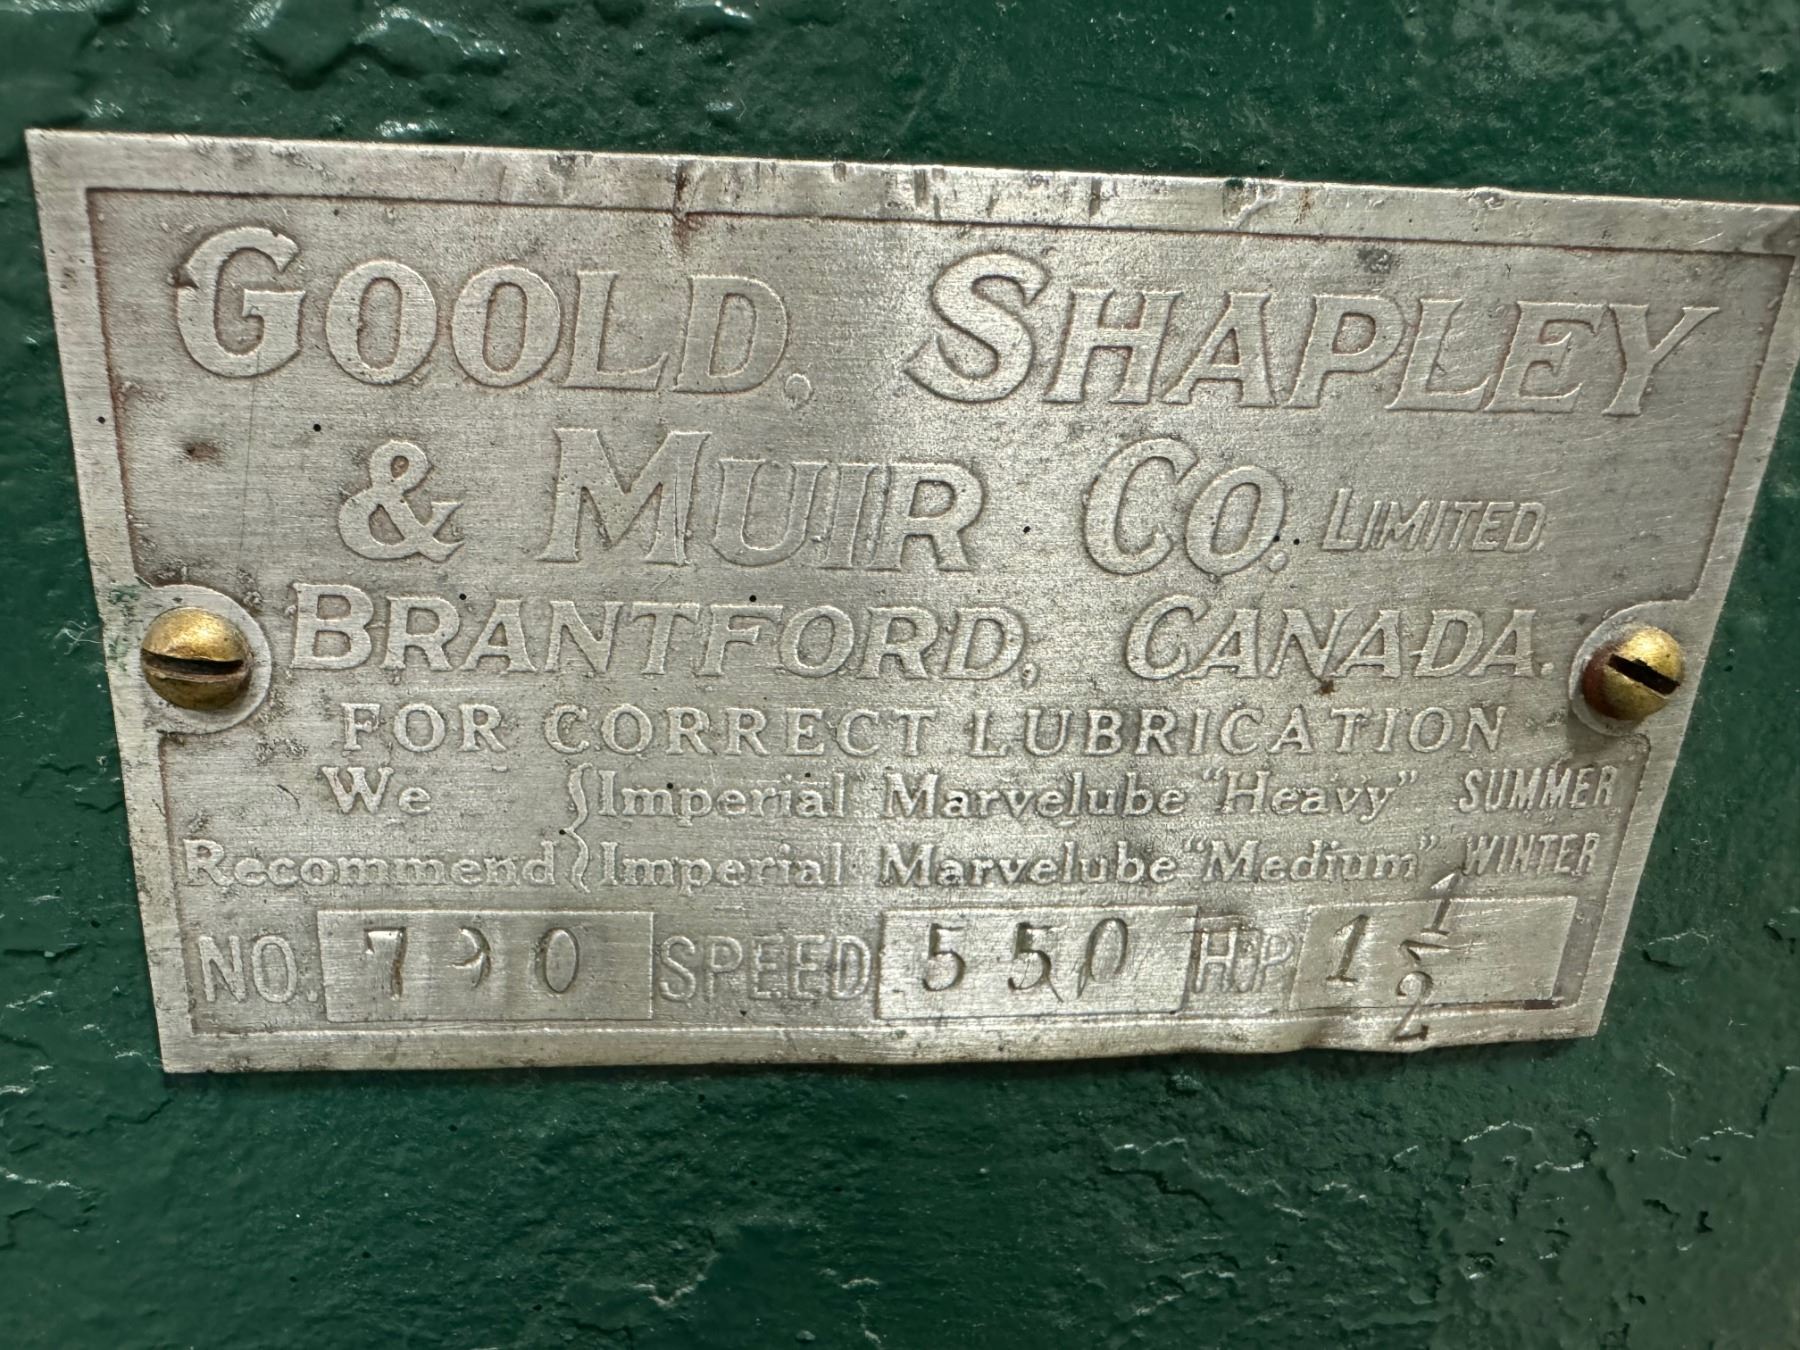 GOOLD, SHAPLEY
& MUIR CO. LIMITED.
BRANTFORD, CANADA.
FOR CORRECT LUBRICATION
We { Imperial Marvelube "Heavy" SUMMER
Recommend { Imperial Marvelube "Medium" WINTER
NO. SPEED 550 H.P. 1 1/2